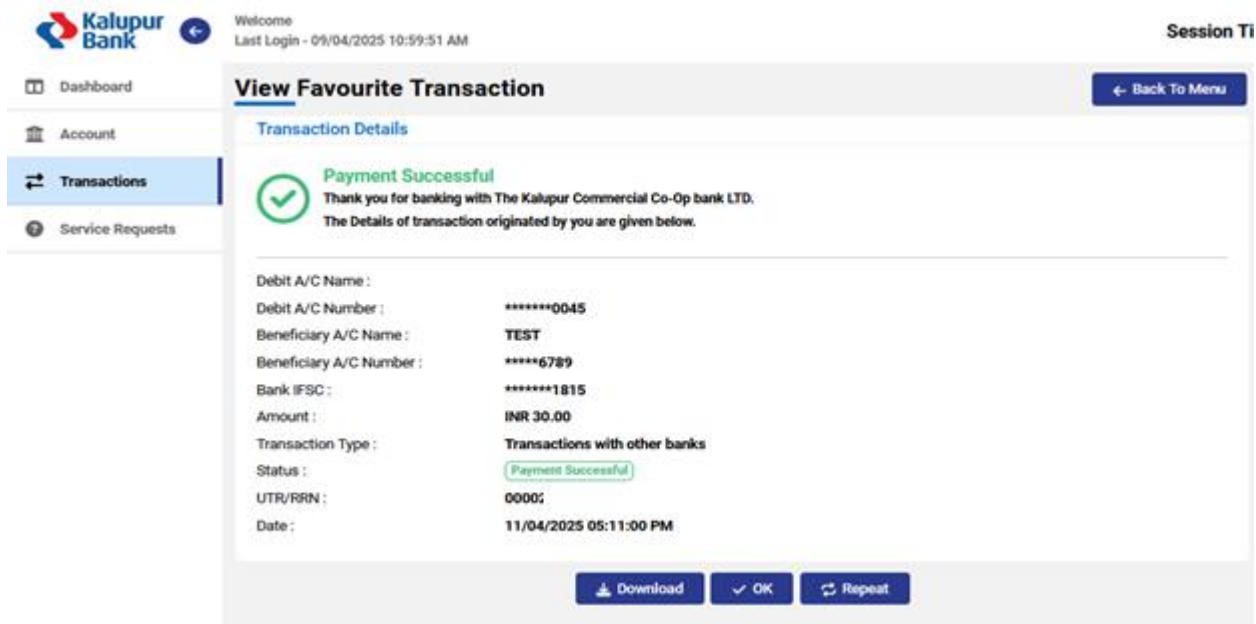 Kalupur
Bank
Welcome
Last Login - 09/04/2025 10:59:51 AM
Session Ti
Dashboard
Account
Transactions
Service Requests
View Favourite Transaction
← Back To Menu
Transaction Details
Payment Successful
Thank you for banking with The Kalupur Commercial Co-Op bank LTD.
The Details of transaction originated by you are given below.
Debit A/C Name :
Debit A/C Number : *******0045
Beneficiary A/C Name : TEST
Beneficiary A/C Number : *****6789
Bank IFSC : *******1815
Amount : INR 30.00
Transaction Type : Transactions with other banks
Status : Payment Successful
UTR/RRN : 0000
Date : 11/04/2025 05:11:00 PM
Download
OK
Repeat